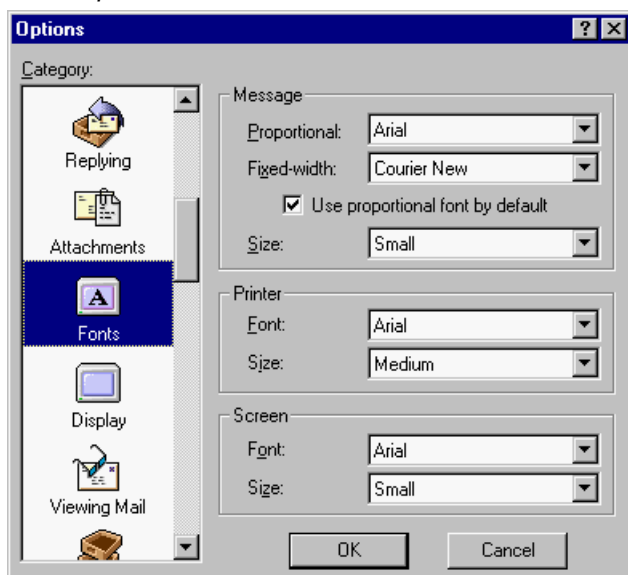 Options
Category:
Replying
Attachments
A
Fonts
Display
Viewing Mail
Message
Proportional: Arial
Fixed-width: Courier New
Use proportional font by default
Size: Small
Printer
Font: Arial
Size: Medium
Screen
Font: Arial
Size: Small
OK Cancel